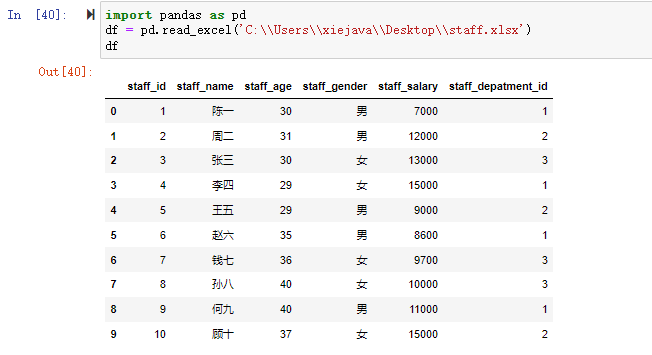 In [40]: import pandas as pd
df = pd.read_excel('C:\\Users\\xiejava\\Desktop\\staff.xlsx')
df
Out[40]:
staff_id staff_name staff_age staff_gender staff_salary staff_depatment_id
0 1 陈一 30 男 7000 1
1 2 周二 31 男 12000 2
2 3 张三 30 女 13000 3
3 4 李四 29 女 15000 1
4 5 王五 29 男 9000 2
5 6 赵六 35 男 8600 1
6 7 钱七 36 女 9700 3
7 8 孙八 40 女 10000 3
8 9 何九 40 男 11000 1
9 10 顾十 37 女 15000 2